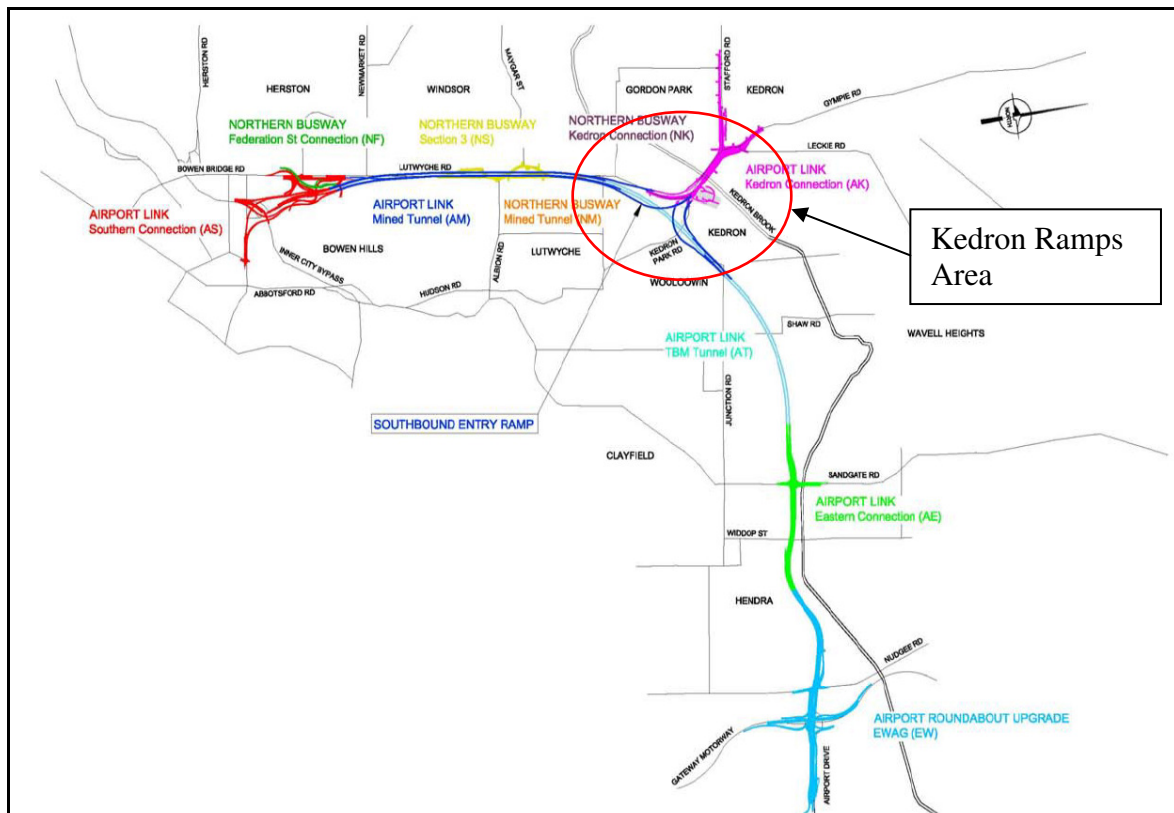 HERSTON RD
HERSTON
NEWMARKET RD
WINDSOR
MAYGAR ST
GORDON PARK
STAFFORD RD
KEDRON
GYMPIE RD
NORTH
NORTHERN BUSWAY
Federation St Connection (NF)
NORTHERN BUSWAY
Section 3 (NS)
NORTHERN BUSWAY
Kedron Connection (NK)
LECKIE RD
BOWEN BRIDGE RD
LUTWYCHE RD
AIRPORT LINK
Kedron Connection (AK)
KEDRON BROOK
AIRPORT LINK
Southern Connection (AS)
AIRPORT LINK
Mined Tunnel (AM)
NORTHERN BUSWAY
Mined Tunnel (NM)
KEDRON
Kedron Ramps
Area
INNER CITY BYPASS
BOWEN HILLS
ALBION RD
LUTWYCHE
KEDRON
PARK RD
WOOLOOWIN
ABBOTSFORD RD
HUDSON RD
SHAW RD
WAVELL HEIGHTS
AIRPORT LINK
TBM Tunnel (AT)
JUNCTION RD
SOUTHBOUND ENTRY RAMP
CLAYFIELD
SANDGATE RD
AIRPORT LINK
Eastern Connection (AE)
WIDDOP ST
HENDRA
NUDGEE RD
AIRPORT ROUNDABOUT UPGRADE
EWAG (EW)
GATEWAY MOTORWAY
AIRPORT DRIVE